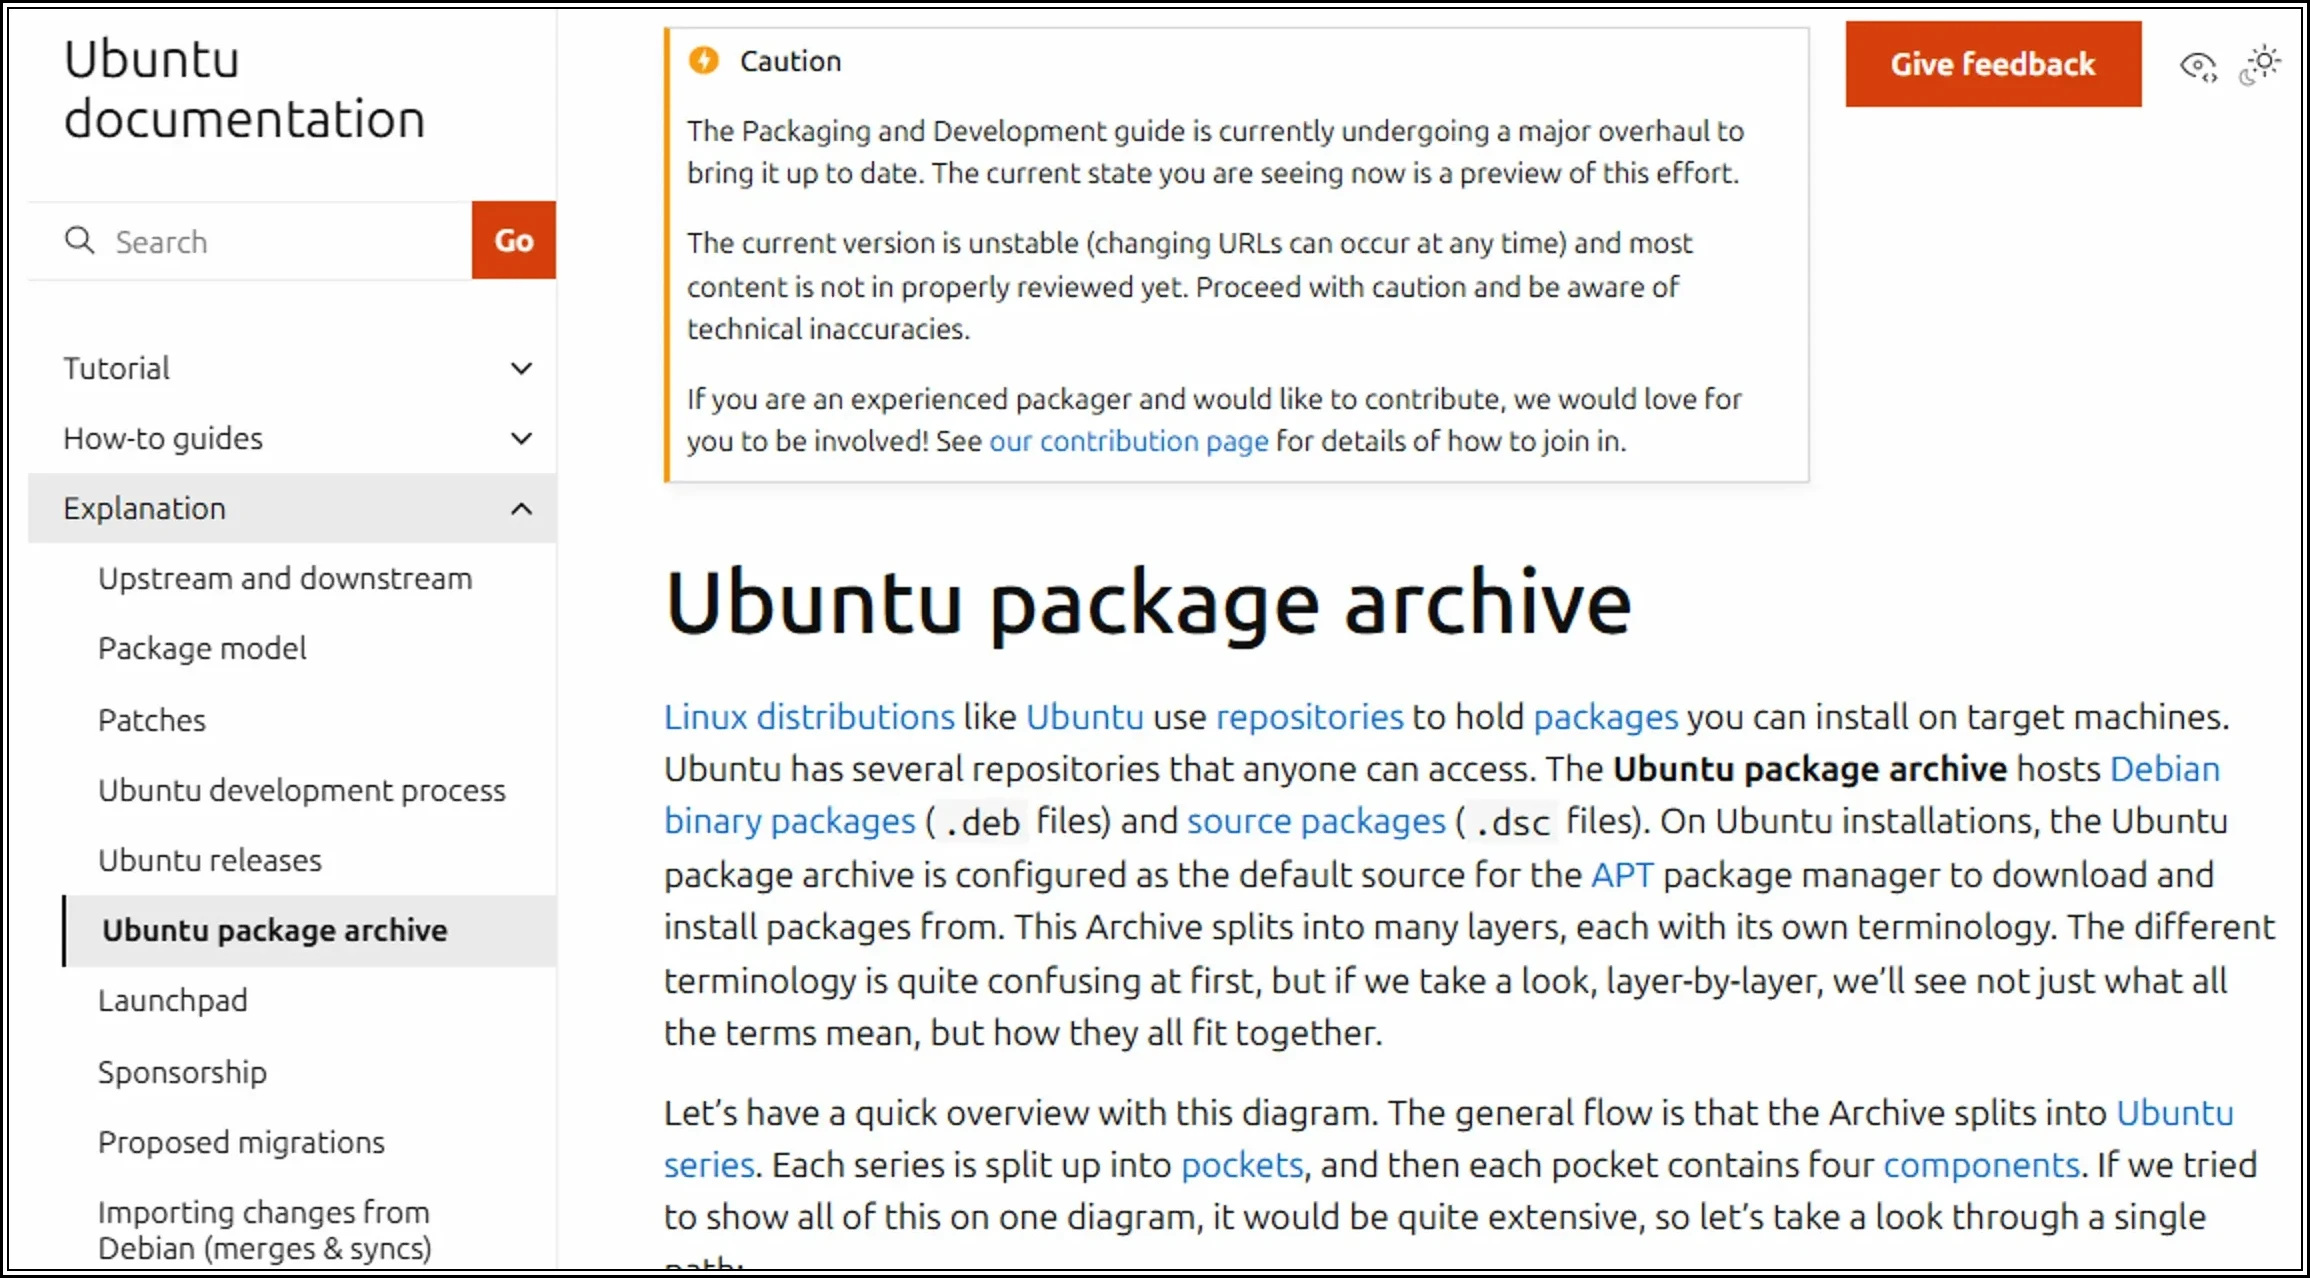 Ubuntu
documentation
Search
Go
Tutorial
How-to guides
Explanation
Upstream and downstream
Package model
Patches
Ubuntu development process
Ubuntu releases
Ubuntu package archive
Launchpad
Sponsorship
Proposed migrations
Importing changes from
Debian (merges & syncs)
Caution
The Packaging and Development guide is currently undergoing a major overhaul to
bring it up to date. The current state you are seeing now is a preview of this effort.
The current version is unstable (changing URLs can occur at any time) and most
content is not in properly reviewed yet. Proceed with caution and be aware of
technical inaccuracies.
If you are an experienced packager and would like to contribute, we would love for
you to be involved! See our contribution page for details of how to join in.
Give feedback
Ubuntu package archive
Linux distributions like Ubuntu use repositories to hold packages you can install on target machines.
Ubuntu has several repositories that anyone can access. The Ubuntu package archive hosts Debian
binary packages ( .deb files) and source packages ( .dsc files). On Ubuntu installations, the Ubuntu
package archive is configured as the default source for the APT package manager to download and
install packages from. This Archive splits into many layers, each with its own terminology. The different
terminology is quite confusing at first, but if we take a look, layer-by-layer, we’ll see not just what all
the terms mean, but how they all fit together.
Let’s have a quick overview with this diagram. The general flow is that the Archive splits into Ubuntu
series. Each series is split up into pockets, and then each pocket contains four components. If we tried
to show all of this on one diagram, it would be quite extensive, so let’s take a look through a single
path: